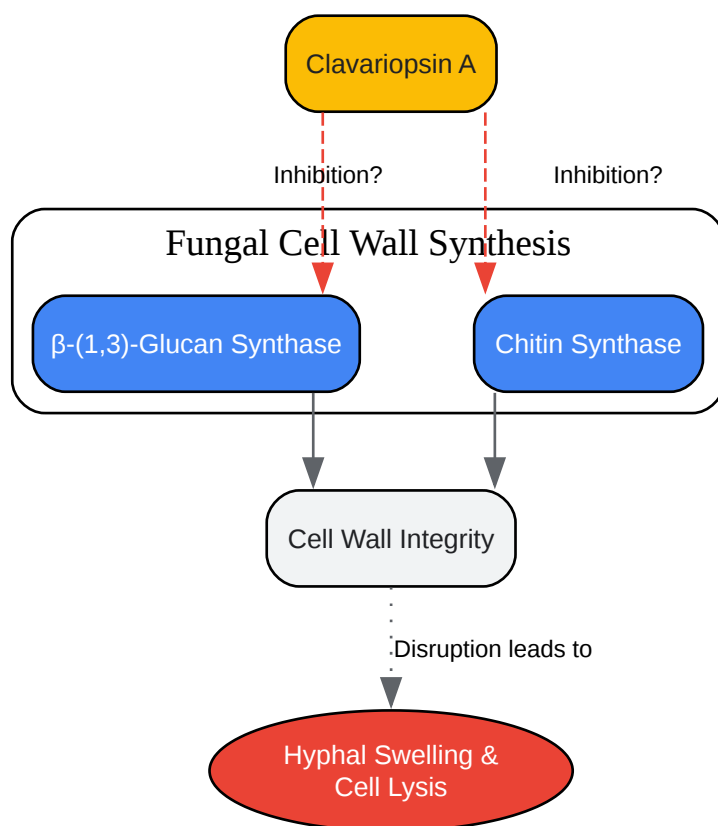 Clavariopsin A
Inhibition?
Inhibition?
Fungal Cell Wall Synthesis
β-(1,3)-Glucan Synthase
Chitin Synthase
Cell Wall Integrity
Disruption leads to
Hyphal Swelling &
Cell Lysis